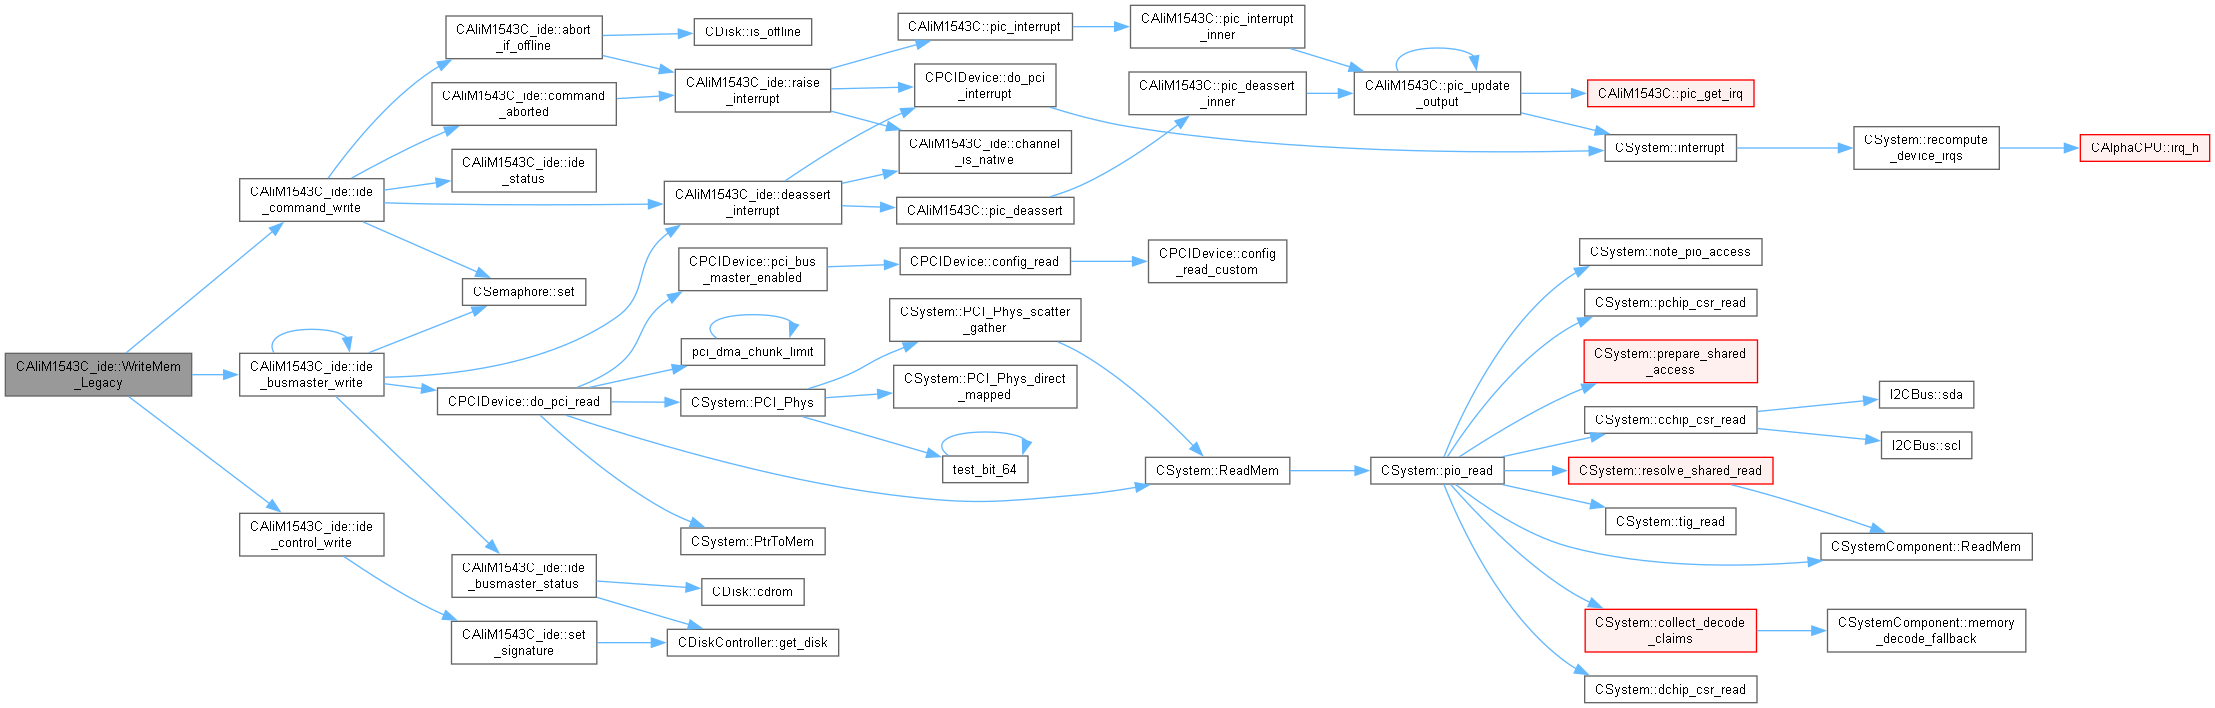 CAliM1543C_ide::WriteMem
_Legacy
CAliM1543C_ide::ide
_command_write
CAliM1543C_ide::ide
_busmaster_write
CAliM1543C_ide::ide
_control_write
CAliM1543C_ide::abort
_if_offline
CAliM1543C_ide::command
_aborted
CAliM1543C_ide::ide
_status
CSemaphore::set
CPCIDevice::do_pci_read
CAliM1543C_ide::ide
_busmaster_status
CAliM1543C_ide::set
_signature
CDisk::is_offline
CAliM1543C_ide::raise
_interrupt
CAliM1543C_ide::deassert
_interrupt
CPCIDevice::pci_bus
_master_enabled
pci_dma_chunk_limit
CSystem::PCI_Phys
CSystem::PtrToMem
CDisk::cdrom
CDiskController::get_disk
CAliM1543C::pic_interrupt
CPCIDevice::do_pci
_interrupt
CAliM1543C_ide::channel
_is_native
CAliM1543C::pic_deassert
CPCIDevice::config_read
CSystem::PCI_Phys_scatter
_gather
CSystem::PCI_Phys_direct
_mapped
test_bit_64
CAliM1543C::pic_interrupt
_inner
CAliM1543C::pic_deassert
_inner
CPCIDevice::config
_read_custom
CSystem::ReadMem
CAliM1543C::pic_update
_output
CSystem::pio_read
CAliM1543C::pic_get_irq
CSystem::interrupt
CSystem::note_pio_access
CSystem::pchip_csr_read
CSystem::prepare_shared
_access
CSystem::cchip_csr_read
CSystem::resolve_shared_read
CSystem::tig_read
CSystem::collect_decode
_claims
CSystem::dchip_csr_read
CSystem::recompute
_device_irqs
I2CBus::sda
I2CBus::scl
CSystemComponent::ReadMem
CSystemComponent::memory
_decode_fallback
CAlphaCPU::irq_h